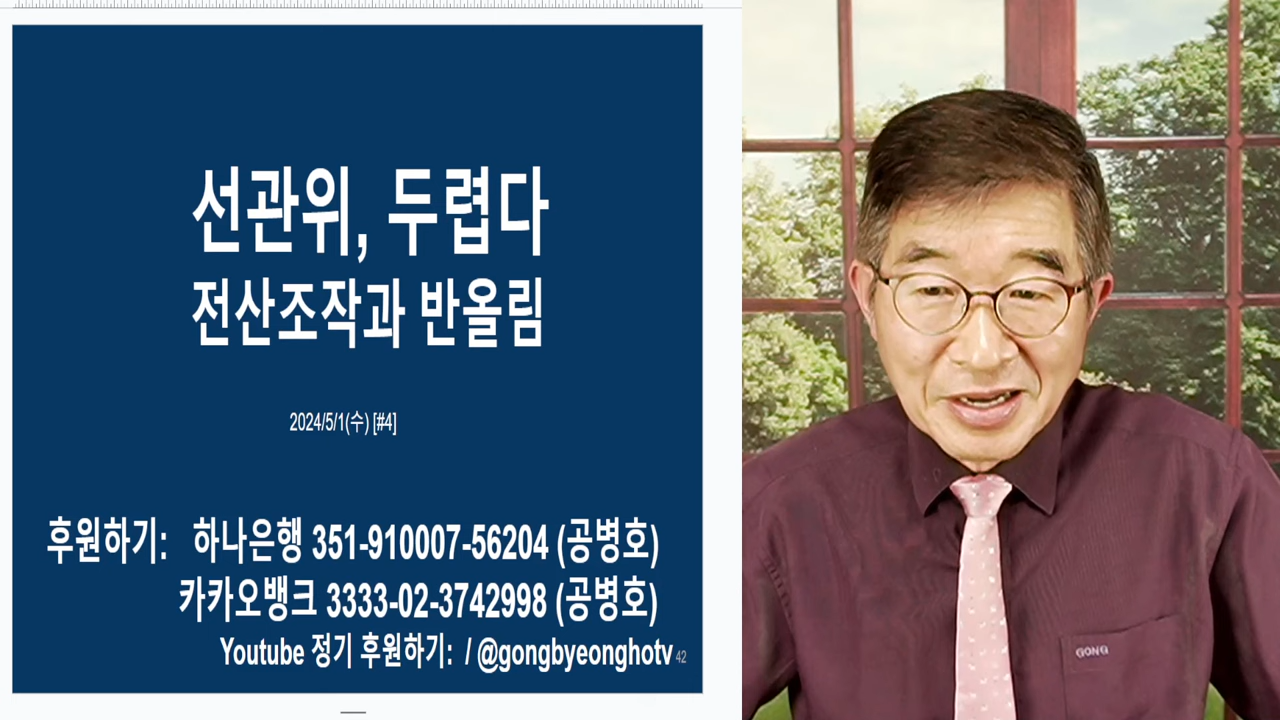 선관위, 두렵다
전산조작과 반올림
2024/5/1(수) [#4]
후원하기: 하나은행 351-910007-56204 (공병호)
카카오뱅크 3333-02-3742998 (공병호)
Youtube 정기 후원하기: / @gongbyeonghotv
42
GONG